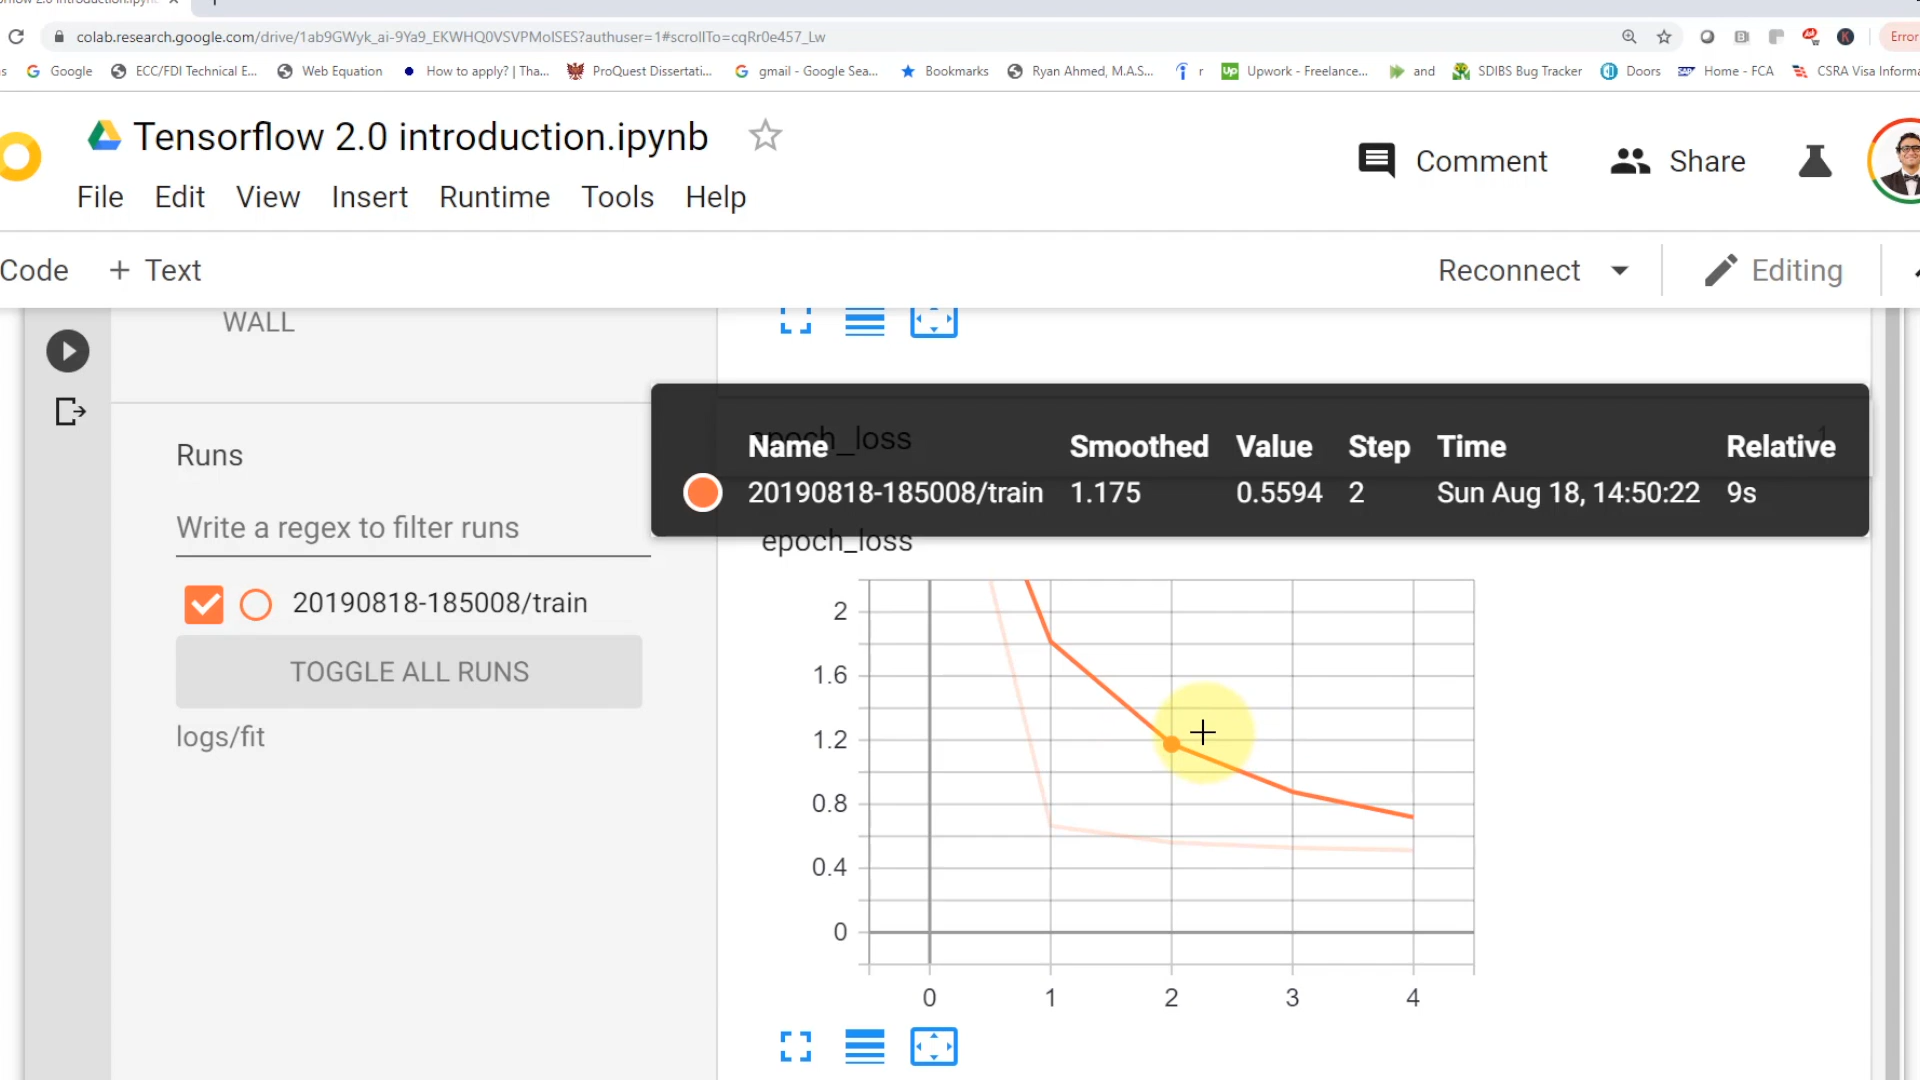 colab.research.google.com/drive/1ab9GWyk_ai-9Ya9_EKWHQ0VSVPMolSES?authuser=1#scrollTo=cqRr0e457_Lw
Error
Google
ECC/FDI Technical E...
Web Equation
How to apply? | Tha...
ProQuest Dissertati...
gmail - Google Sea...
Bookmarks
Ryan Ahmed, M.A.S...
r
Upwork - Freelance...
and
SDIBS Bug Tracker
Doors
Home - FCA
CSRA Visa Informa
Tensorflow 2.0 introduction.ipynb
Comment
Share
File Edit View Insert Runtime Tools Help
Code + Text
Reconnect
Editing
WALL
Runs
Write a regex to filter runs
20190818-185008/train
TOGGLE ALL RUNS
logs/fit
epoch_loss
1
Name Smoothed Value Step Time Relative
20190818-185008/train 1.175 0.5594 2 Sun Aug 18, 14:50:22 9s
epoch_loss
2
1.6
1.2
0.8
0.4
0
0 1 2 3 4